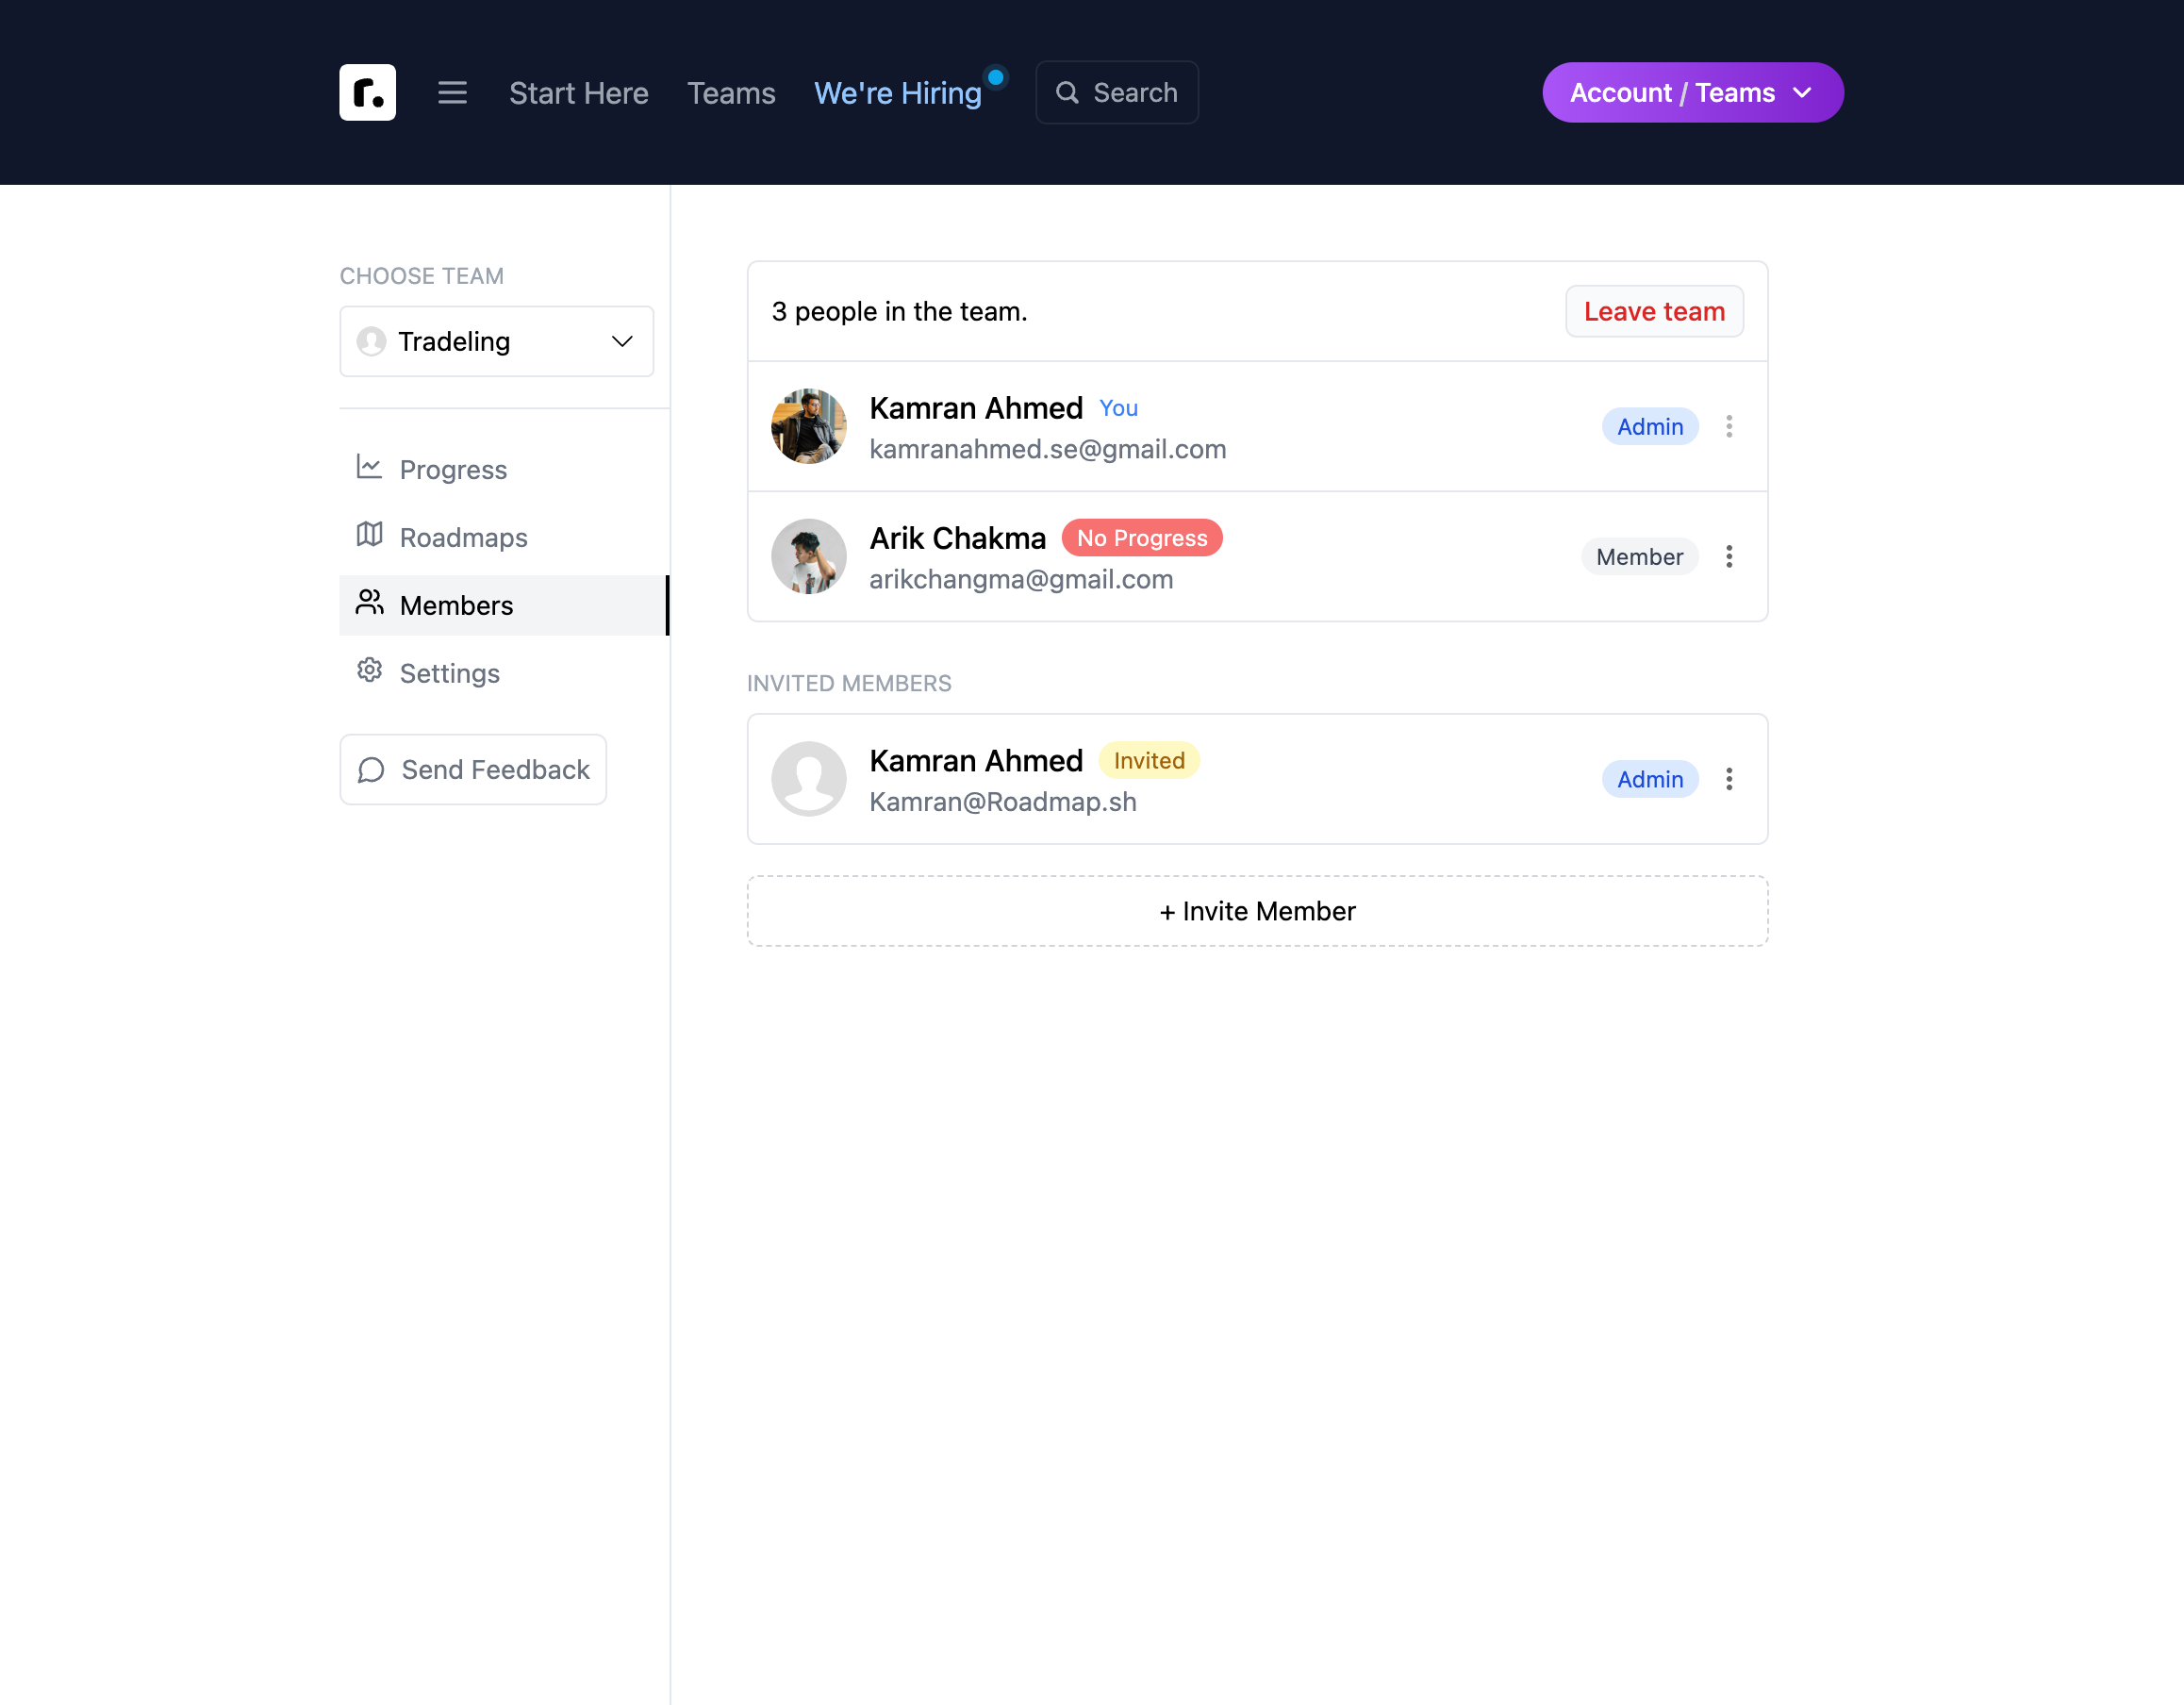 r.
Start Here
Teams
We're Hiring
Search
Account / Teams
CHOOSE TEAM
Tradeling
Progress
Roadmaps
Members
Settings
Send Feedback
3 people in the team.
Leave team
Kamran Ahmed You
kamranahmed.se@gmail.com
Admin
Arik Chakma No Progress
arikchangma@gmail.com
Member
INVITED MEMBERS
Kamran Ahmed Invited
Kamran@Roadmap.sh
Admin
+ Invite Member